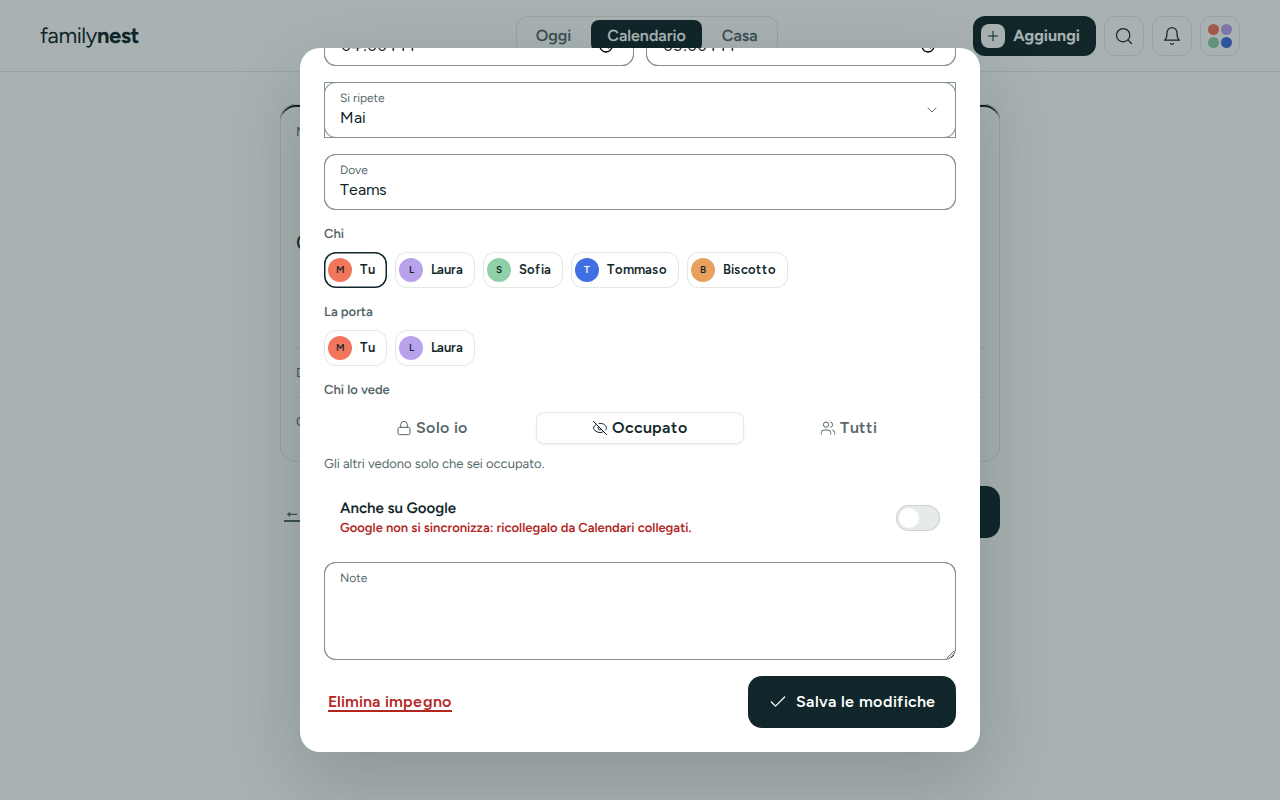 familynest
Oggi
Calendario
Casa
Aggiungi
Si ripete
Mai
Dove
Teams
Chi
M Tu
L Laura
S Sofia
T Tommaso
B Biscotto
La porta
M Tu
L Laura
Chi lo vede
Solo io
Occupato
Tutti
Gli altri vedono solo che sei occupato.
Anche su Google
Google non si sincronizza: ricollegalo da Calendari collegati.
Note
Elimina impegno
Salva le modifiche